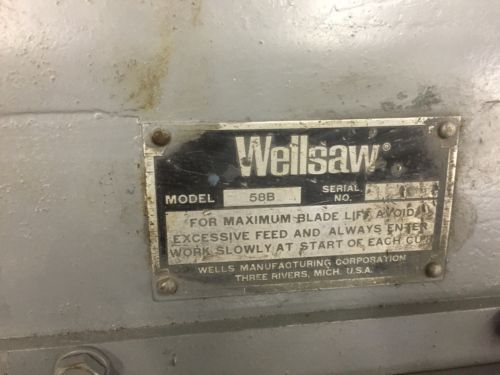 Wellsaw®
MODEL 58B SERIAL NO.
FOR MAXIMUM BLADE LIFE AVOID
EXCESSIVE FEED AND ALWAYS ENTER
WORK SLOWLY AT START OF EACH CUT
WELLS MANUFACTURING CORPORATION
THREE RIVERS, MICH. U.S.A.